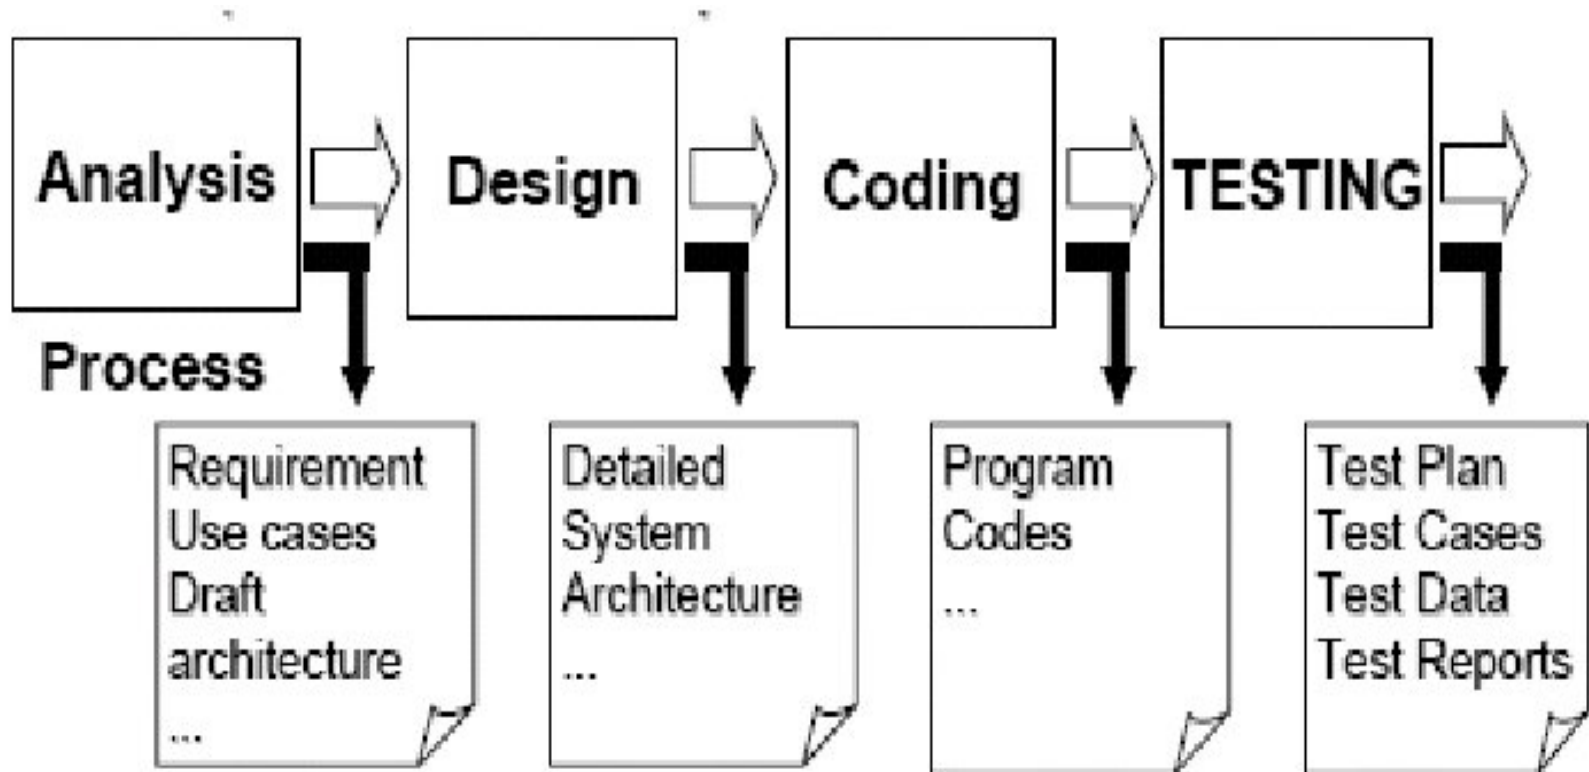 Analysis
Design
Coding
TESTING
Process
Requirement
Use cases
Draft
architecture
...
Detailed
System
Architecture
...
Program
Codes
...
Test Plan
Test Cases
Test Data
Test Reports